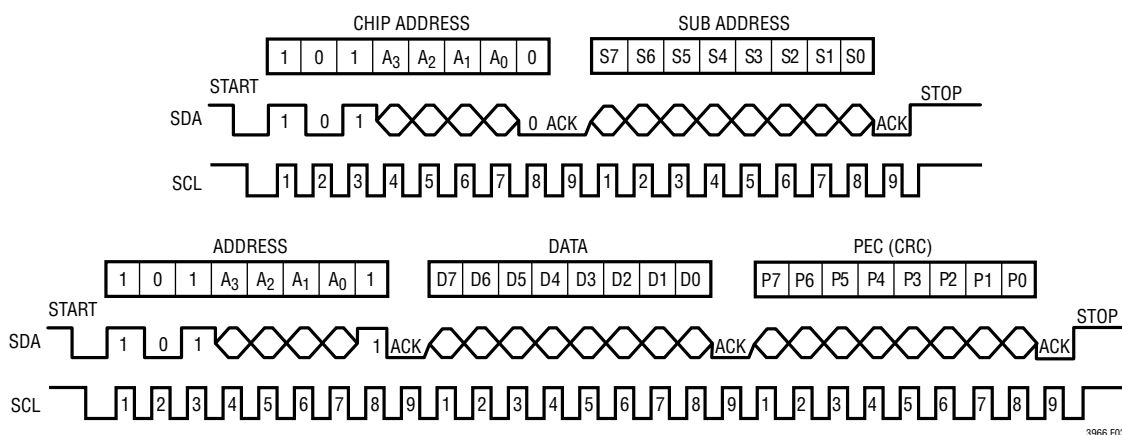 CHIP ADDRESS SUB ADDRESS
1 0 1 A3 A2 A1 A0 0 S7 S6 S5 S4 S3 S2 S1 S0
START STOP
SDA 1 0 1 0 ACK ACK
SCL 1 2 3 4 5 6 7 8 9 1 2 3 4 5 6 7 8 9
ADDRESS DATA PEC (CRC)
1 0 1 A3 A2 A1 A0 1 D7 D6 D5 D4 D3 D2 D1 D0 P7 P6 P5 P4 P3 P2 P1 P0
START STOP
SDA 1 0 1 1 ACK ACK ACK
SCL 1 2 3 4 5 6 7 8 9 1 2 3 4 5 6 7 8 9 1 2 3 4 5 6 7 8 9